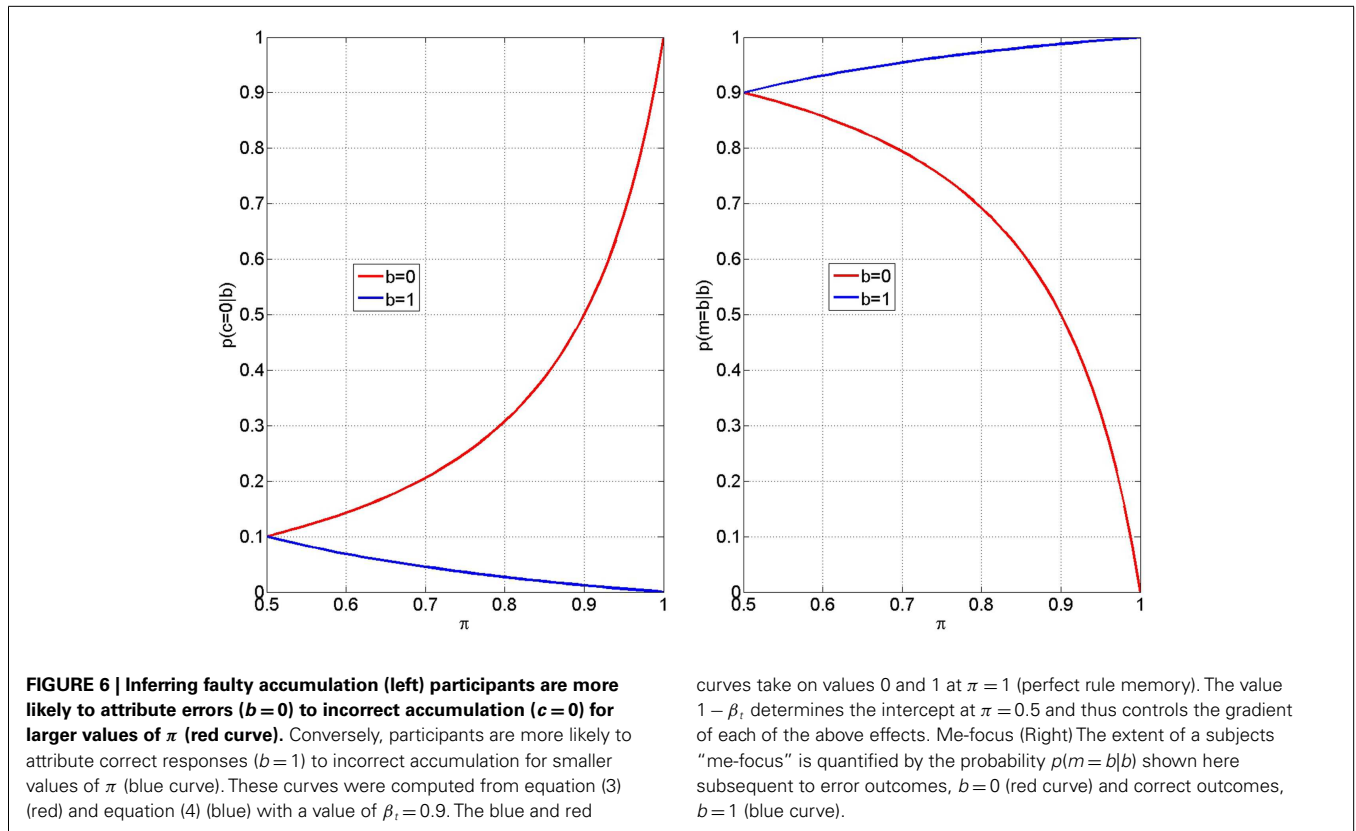 1
0.9
0.8
0.7
0.6
0.5
0.4
0.3
0.2
0.1
0
p(c=0|b)
b=0
b=1
0.5 0.6 0.7 0.8 0.9 1
π
1
0.9
0.8
0.7
0.6
0.5
0.4
0.3
0.2
0.1
0
p(m=b|b)
b=0
b=1
0.5 0.6 0.7 0.8 0.9 1
π
FIGURE 6 | Inferring faulty accumulation (left) participants are more
likely to attribute errors (b = 0) to incorrect accumulation (c = 0) for
larger values of π (red curve). Conversely, participants are more likely to
attribute correct responses (b = 1) to incorrect accumulation for smaller
values of π (blue curve). These curves were computed from equation (3)
(red) and equation (4) (blue) with a value of βt = 0.9. The blue and red
curves take on values 0 and 1 at π = 1 (perfect rule memory). The value
1 − βt determines the intercept at π = 0.5 and thus controls the gradient
of each of the above effects. Me-focus (Right) The extent of a subjects
“me-focus” is quantified by the probability p(m = b|b) shown here
subsequent to error outcomes, b = 0 (red curve) and correct outcomes,
b = 1 (blue curve).